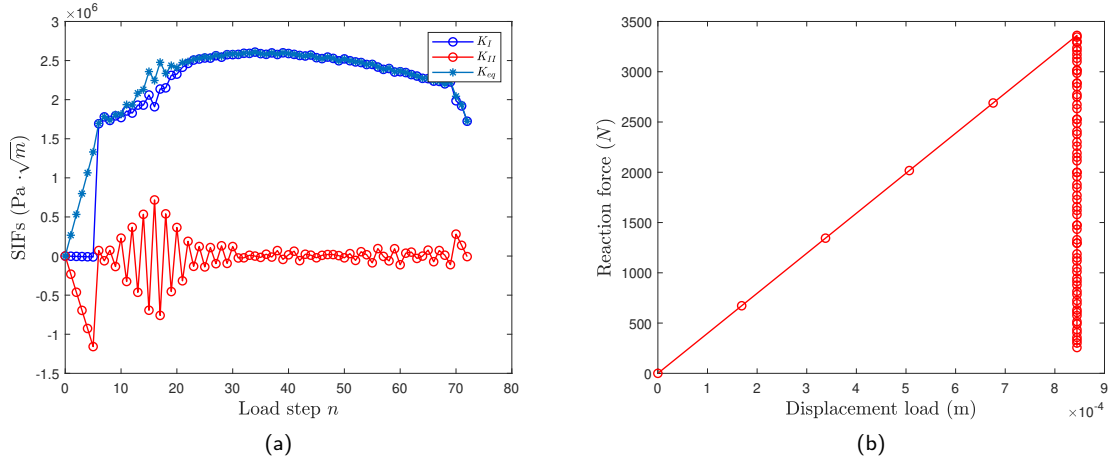 ×10⁶
3
2.5
2
1.5
1
0.5
0
-0.5
-1
-1.5
0 10 20 30 40 50 60 70 80
SIFs (Pa ·√m)
Load step n
K_I
K_II
K_eq
(a)
3500
3000
2500
2000
1500
1000
500
0
0 1 2 3 4 5 6 7 8 9
×10⁻⁴
Reaction force (N)
Displacement load (m)
(b)